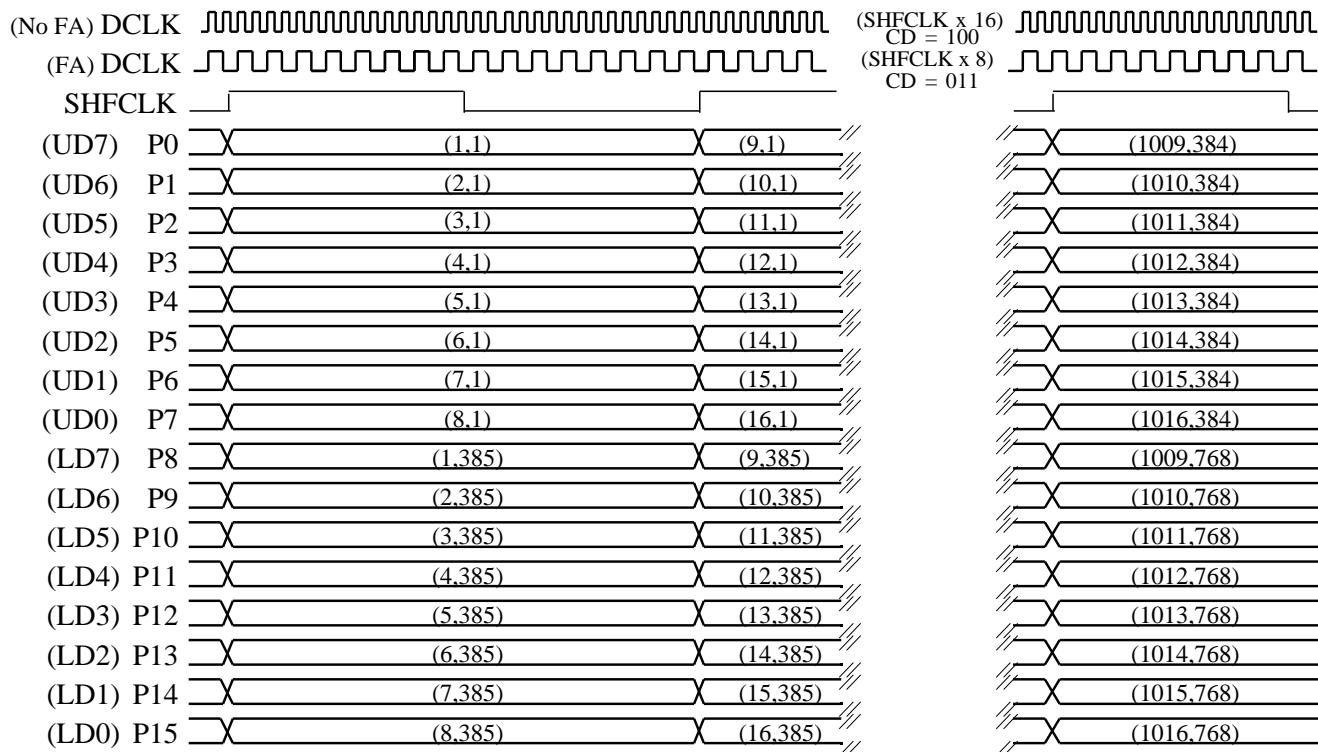 (No FA) DCLK (SHFCLK x 16)
CD = 100
(FA) DCLK (SHFCLK x 8)
CD = 011
SHFCLK
(UD7) P0 (1,1) (9,1) (1009,384)
(UD6) P1 (2,1) (10,1) (1010,384)
(UD5) P2 (3,1) (11,1) (1011,384)
(UD4) P3 (4,1) (12,1) (1012,384)
(UD3) P4 (5,1) (13,1) (1013,384)
(UD2) P5 (6,1) (14,1) (1014,384)
(UD1) P6 (7,1) (15,1) (1015,384)
(UD0) P7 (8,1) (16,1) (1016,384)
(LD7) P8 (1,385) (9,385) (1009,768)
(LD6) P9 (2,385) (10,385) (1010,768)
(LD5) P10 (3,385) (11,385) (1011,768)
(LD4) P11 (4,385) (12,385) (1012,768)
(LD3) P12 (5,385) (13,385) (1013,768)
(LD2) P13 (6,385) (14,385) (1014,768)
(LD1) P14 (7,385) (15,385) (1015,768)
(LD0) P15 (8,385) (16,385) (1016,768)